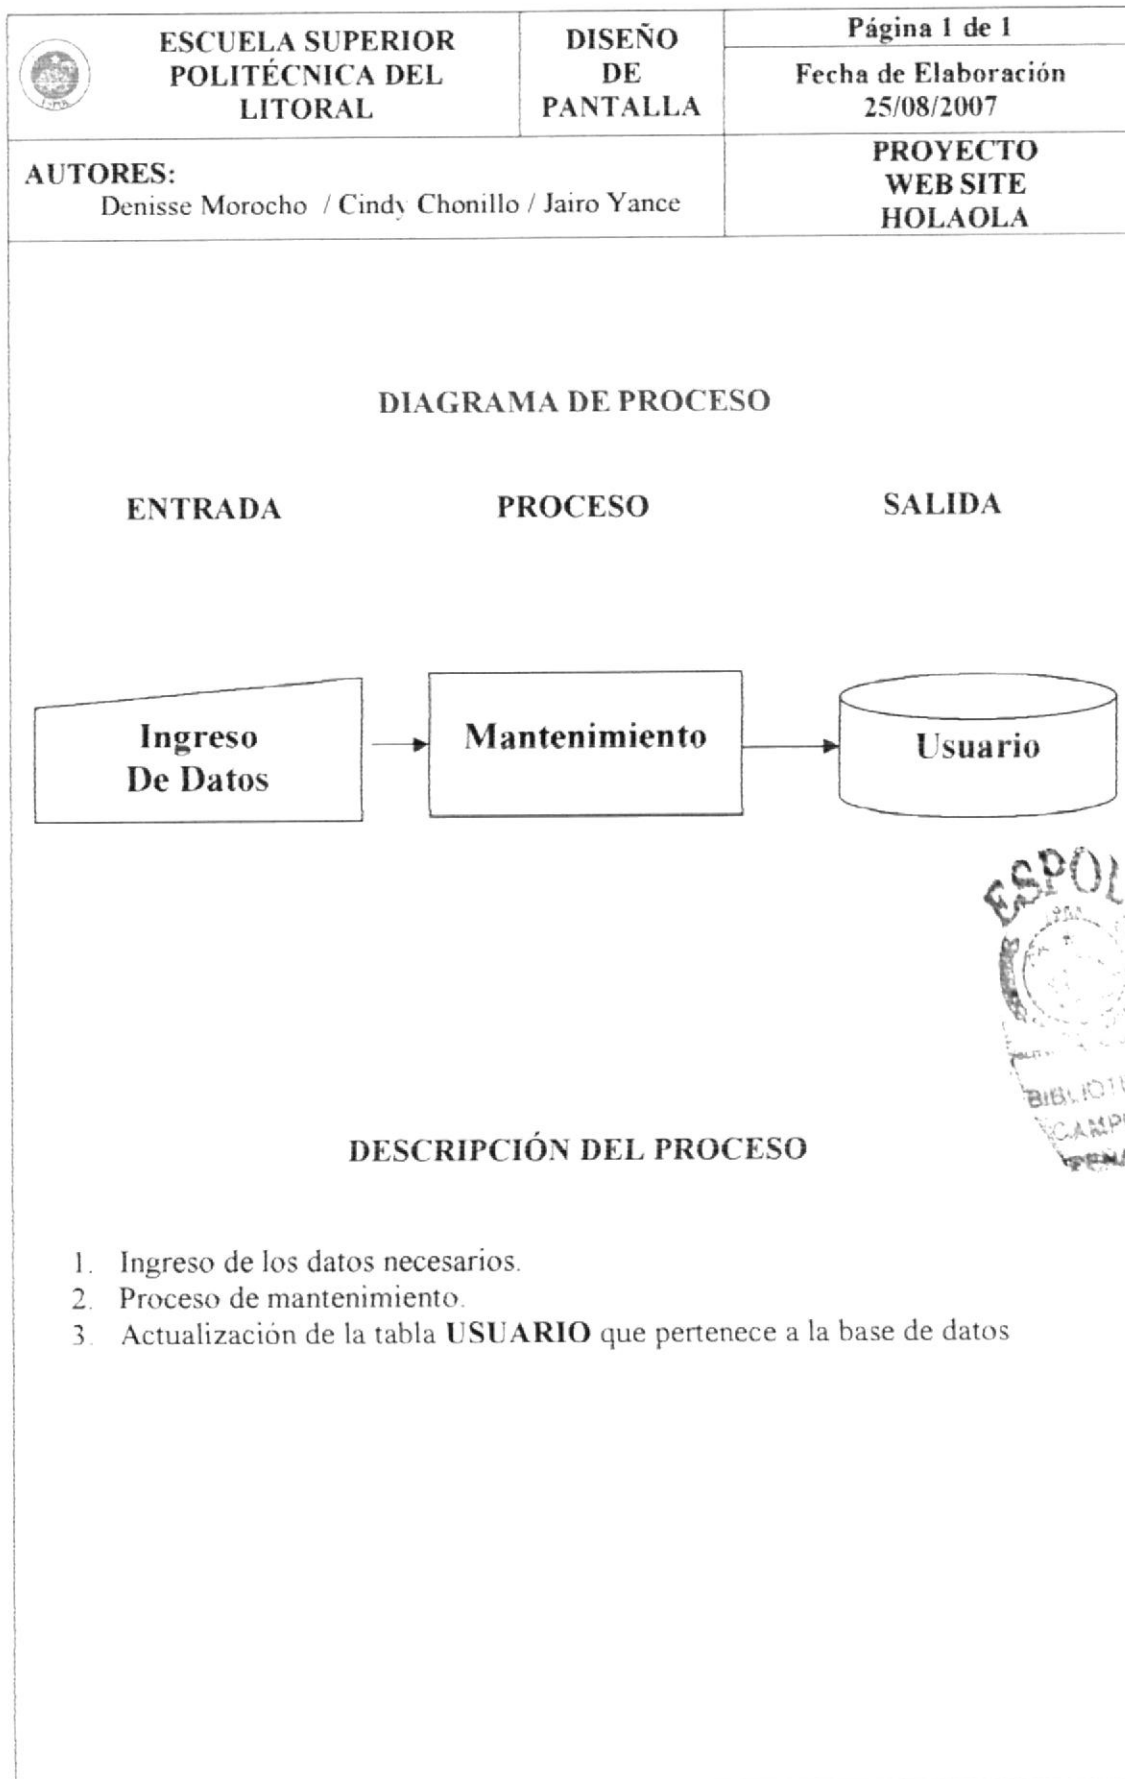 ESCUELA SUPERIOR
POLITÉCNICA DEL
LITORAL
DISEÑO
DE
PANTALLA
Página 1 de 1
Fecha de Elaboración
25/08/2007
AUTORES:
Denisse Morocho / Cindy Chonillo / Jairo Yance
PROYECTO
WEB SITE
HOLAOLA
DIAGRAMA DE PROCESO
ENTRADA PROCESO SALIDA
Ingreso
De Datos
Mantenimiento
Usuario
ESPOL
DESCRIPCIÓN DEL PROCESO
1. Ingreso de los datos necesarios.
2. Proceso de mantenimiento.
3. Actualización de la tabla USUARIO que pertenece a la base de datos